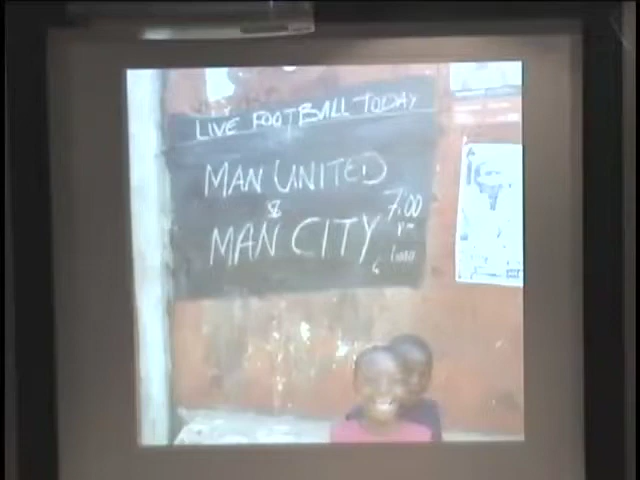 LIVE FOOTBALL TODAY
MAN UNITED
&
MAN CITY
7.00